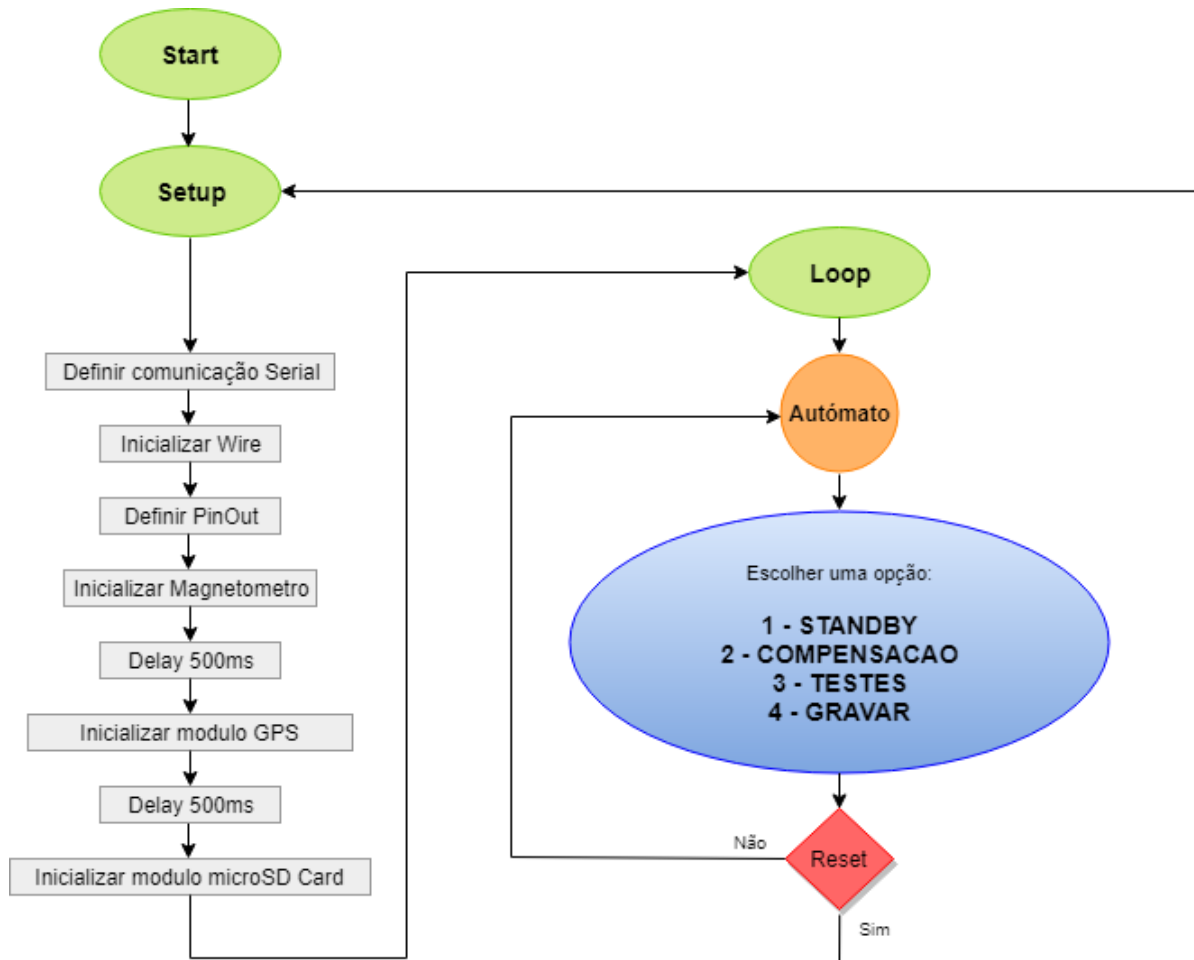 Start
Setup
Definir comunicação Serial
Inicializar Wire
Definir PinOut
Inicializar Magnetometro
Delay 500ms
Inicializar modulo GPS
Delay 500ms
Inicializar modulo microSD Card
Loop
Autómato
Escolher uma opção:
1 - STANDBY
2 - COMPENSACAO
3 - TESTES
4 - GRAVAR
Não
Reset
Sim